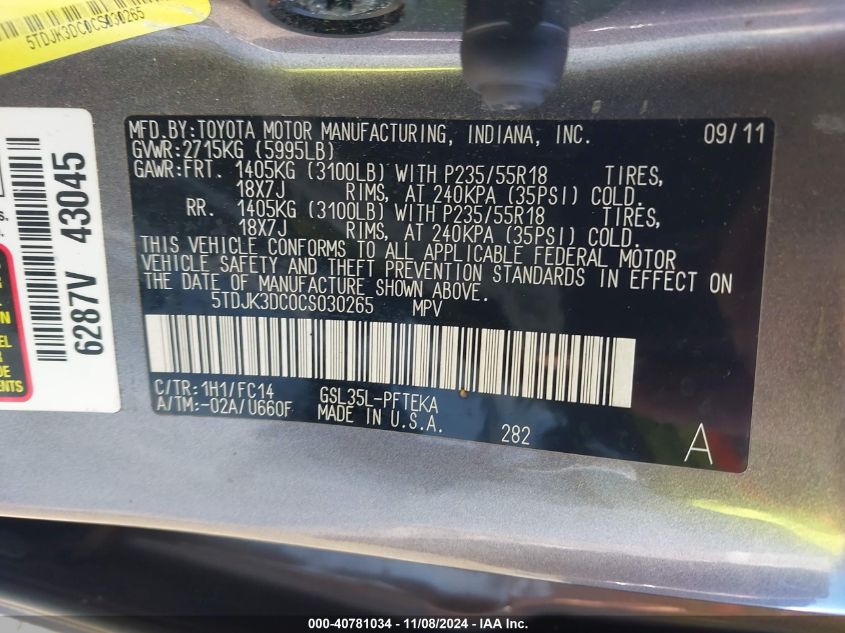 5TDJK3DC0CS030265
MFD.BY:TOYOTA MOTOR MANUFACTURING, INDIANA, INC. 09/11
GVWR:2715KG (5995LB)
GAWR:FRT. 1405KG (3100LB) WITH P235/55R18 TIRES,
18X7J RIMS, AT 240KPA (35PSI) COLD.
RR. 1405KG (3100LB) WITH P235/55R18 TIRES,
18X7J RIMS, AT 240KPA (35PSI) COLD.
THIS VEHICLE CONFORMS TO ALL APPLICABLE FEDERAL MOTOR
VEHICLE SAFETY AND THEFT PREVENTION STANDARDS IN EFFECT ON
THE DATE OF MANUFACTURE SHOWN ABOVE.
5TDJK3DC0CS030265 MPV
C/TR:1H1/FC14 GSL35L-PFTEKA
A/TM:-02A/U660F MADE IN U.S.A.
282 A
6287V 43045
s.
EL
R
DE
ENTS
000-40781034 - 11/08/2024 - IAA Inc.